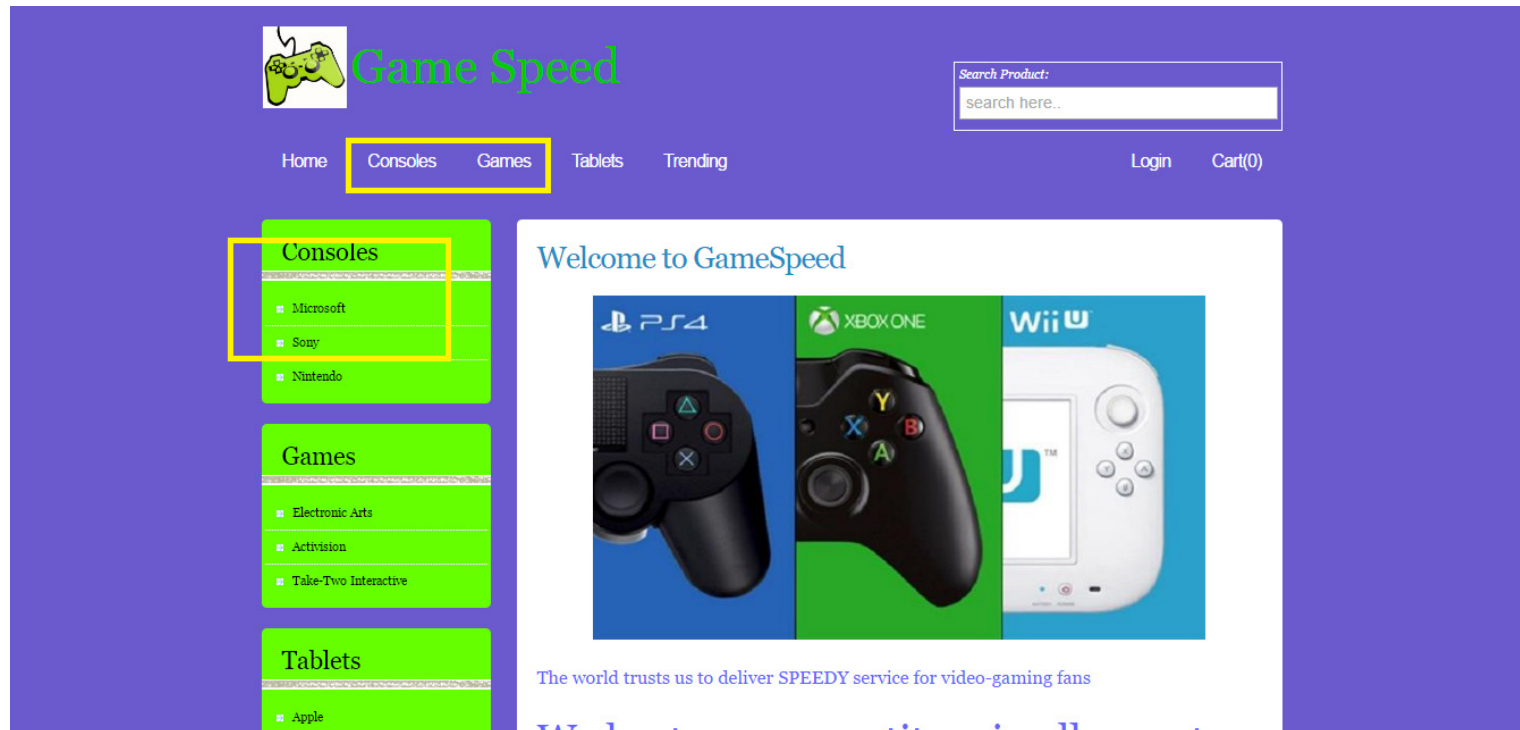 Game Speed
Search Product:
search here..
Home Consoles Games Tablets Trending Login Cart(0)
Consoles
Microsoft
Sony
Nintendo
Games
Electronic Arts
Activision
Take-Two Interactive
Tablets
Apple
Welcome to GameSpeed
PS4
XBOX ONE
Wii U
Y
X
B
A
U
TM
The world trusts us to deliver SPEEDY service for video-gaming fans